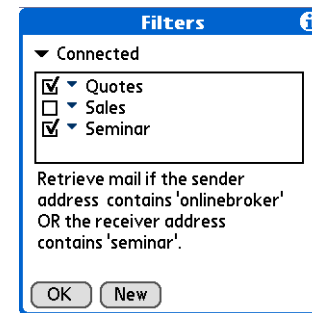 Filters
Connected
Quotes
Sales
Seminar
Retrieve mail if the sender
address contains 'onlinebroker'
OR the receiver address
contains 'seminar'.
OK New